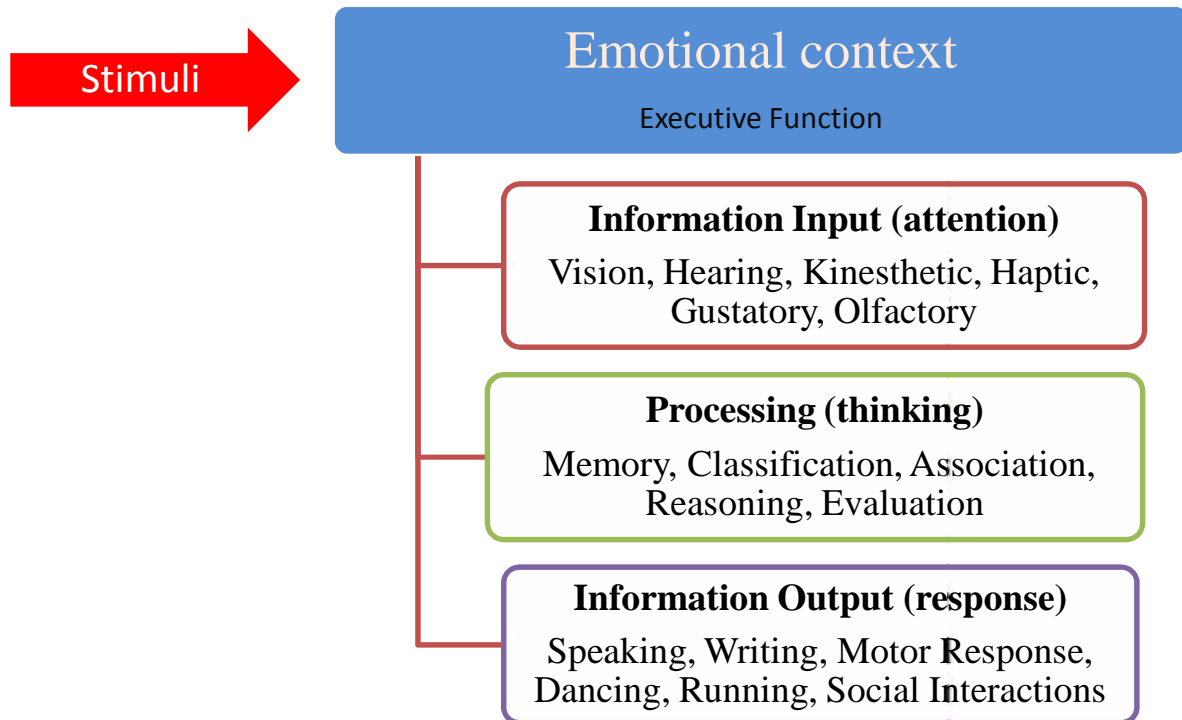 Stimuli
Emotional context
Executive Function
Information Input (attention)
Vision, Hearing, Kinesthetic, Haptic,
Gustatory, Olfactory
Processing (thinking)
Memory, Classification, Association,
Reasoning, Evaluation
Information Output (response)
Speaking, Writing, Motor Response,
Dancing, Running, Social Interactions